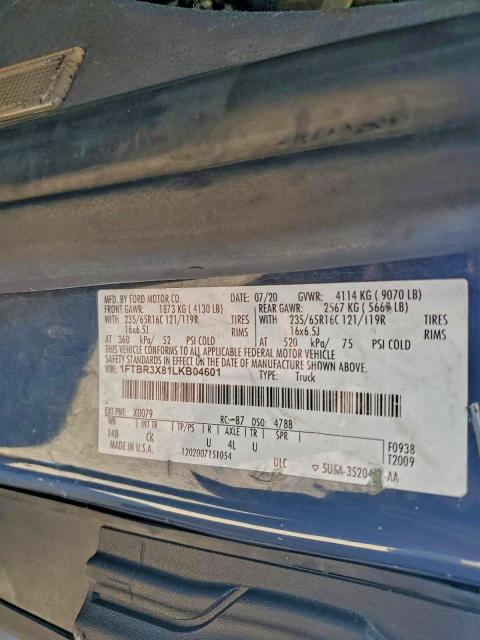 MFD. BY FORD MOTOR CO. DATE: 07/20 GVWR: 4114 KG ( 9070 LB)
FRONT GAWR: 1873 KG ( 4130 LB) REAR GAWR: 2567 KG ( 566 LB)
235/65R16C 121/119R TIRES 235/65R16C 121/119R TIRES
16x6.5J RIMS 16x6.5J RIMS
AT 360 kPa/ 52 PSI COLD AT 520 kPa/ 75 PSI COLD
THIS VEHICLE CONFORMS TO ALL APPLICABLE FEDERAL MOTOR VEHICLE
SAFETY STANDARDS IN EFFECT ON THE DATE OF MANUFACTURE SHOWN ABOVE.
VIN: 1FTBR3X81LKB04601 TYPE: Truck
EXT PNT: X0079 RC: 87 DSO: 4788
WB TP/PS R AXLE TR SPR
148 CK U 4L U F0938
MADE IN U.S.A. 1202007151054 T2009
ULC ▽ 5U5A-35204 -AA